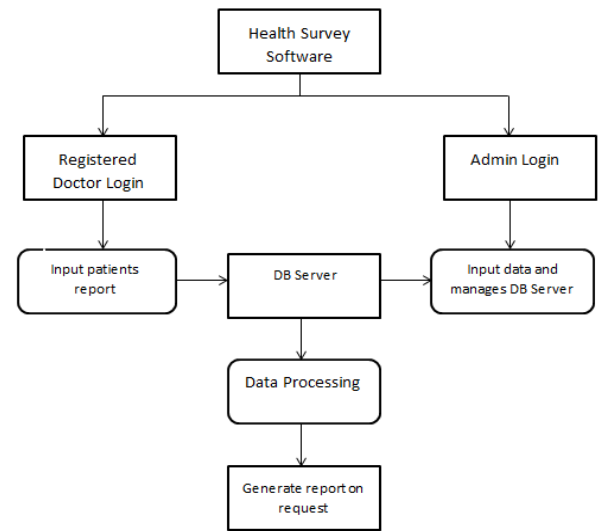 Health Survey
Software
Registered
Doctor Login
Admin Login
Input patients
report
DB Server
Input data and
manages DB Server
Data Processing
Generate report on
request